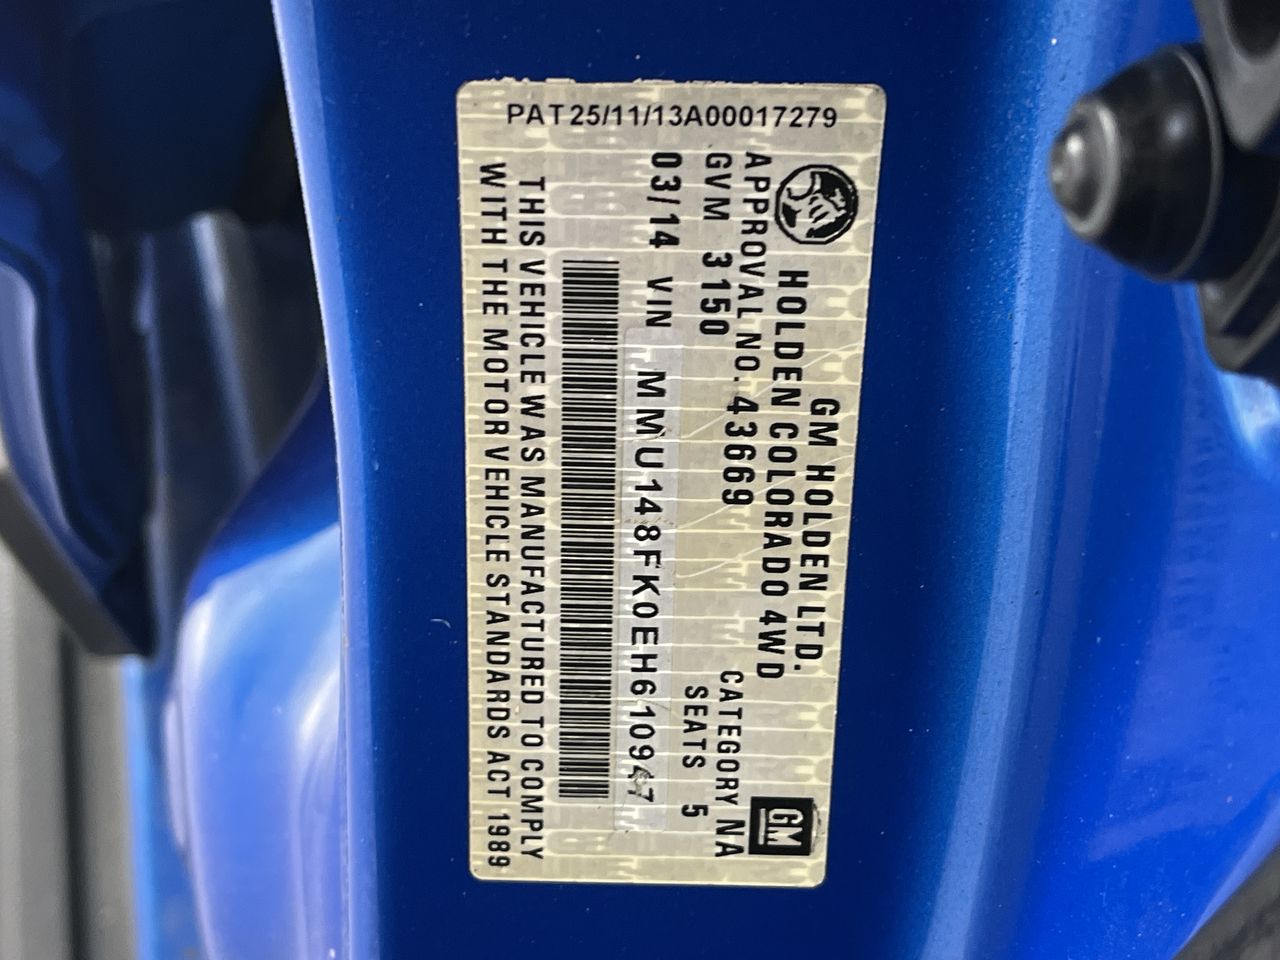 PAT25/11/13A00017279
GM HOLDEN LTD.
HOLDEN COLORADO 4WD
GM
APPROVAL NO. 43669 CATEGORY NA
GVM 3150 SEATS 5
03/14 VIN MMU148FK0EH610947
THIS VEHICLE WAS MANUFACTURED TO COMPLY
WITH THE MOTOR VEHICLE STANDARDS ACT 1989